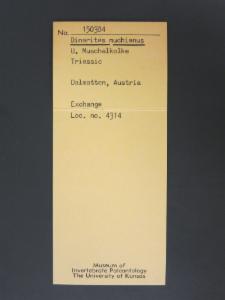 No. 150304
Dinarites muchianus
U. Muschelkalke
Triassic
Dalmatten, Austria
Exchange
Loc. no. 4314
Museum of
Invertebrate Paleontology
The University of Kansas